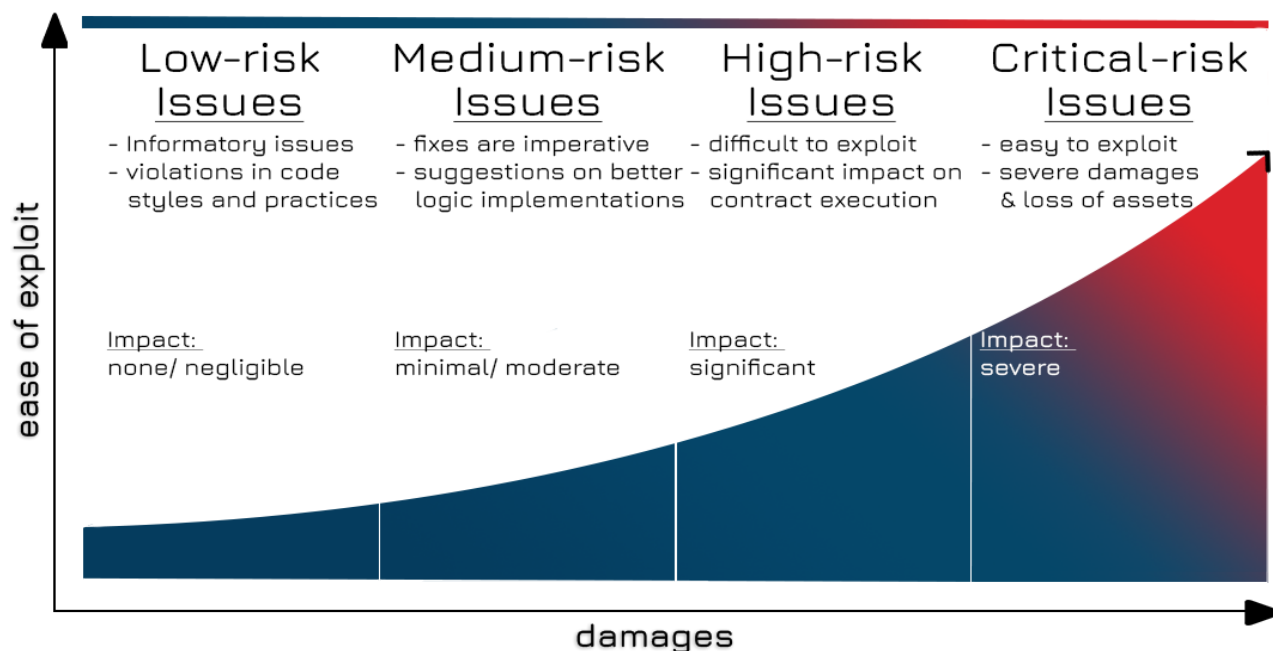 Low-risk
Issues
- Informatory issues
- violations in code
styles and practices
Impact:
none/ negligible
Medium-risk
Issues
- fixes are imperative
- suggestions on better
logic implementations
Impact:
minimal/ moderate
High-risk
Issues
- difficult to exploit
- significant impact on
contract execution
Impact:
significant
Critical-risk
Issues
- easy to exploit
- severe damages
& loss of assets
Impact:
severe
ease of exploit
damages